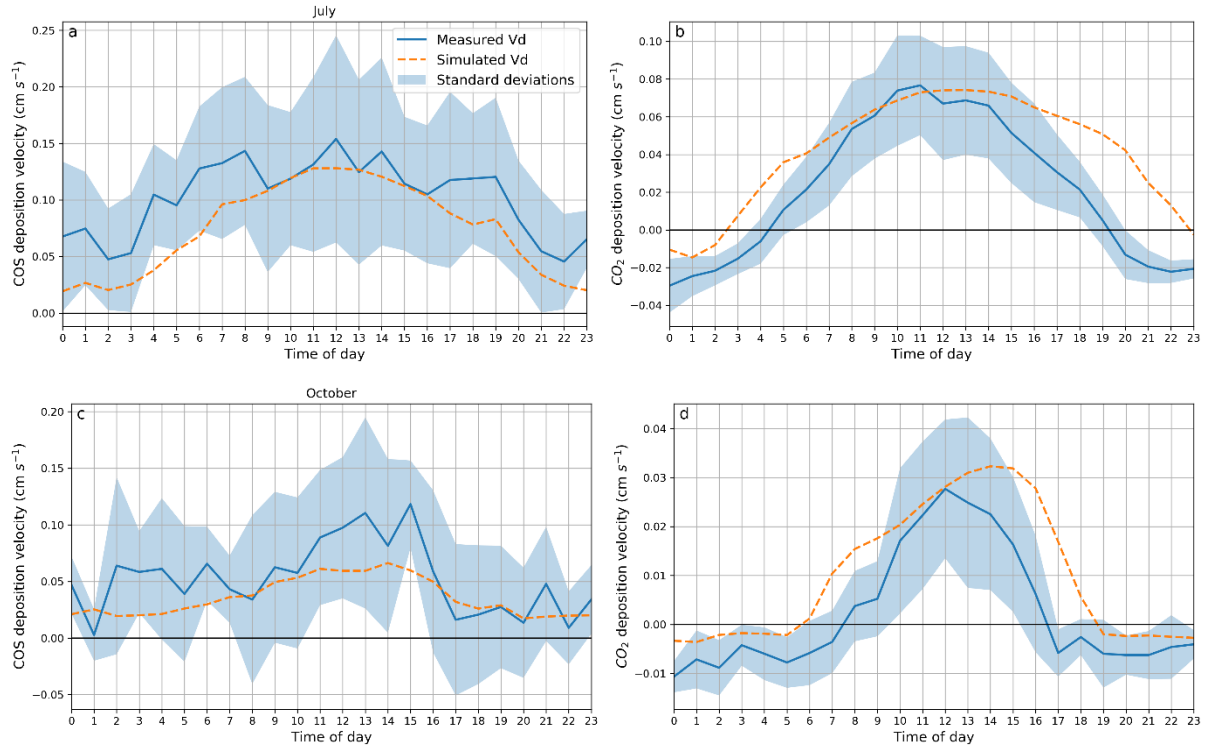 July
a
COS deposition velocity (cm s⁻¹)
0.25
0.20
0.15
0.10
0.05
0.00
Measured Vd
Simulated Vd
Standard deviations
0 1 2 3 4 5 6 7 8 9 10 11 12 13 14 15 16 17 18 19 20 21 22 23
Time of day
b
CO₂ deposition velocity (cm s⁻¹)
0.10
0.08
0.06
0.04
0.02
0.00
−0.02
−0.04
0 1 2 3 4 5 6 7 8 9 10 11 12 13 14 15 16 17 18 19 20 21 22 23
Time of day
October
c
COS deposition velocity (cm s⁻¹)
0.20
0.15
0.10
0.05
0.00
−0.05
0 1 2 3 4 5 6 7 8 9 10 11 12 13 14 15 16 17 18 19 20 21 22 23
Time of day
d
CO₂ deposition velocity (cm s⁻¹)
0.04
0.03
0.02
0.01
0.00
−0.01
0 1 2 3 4 5 6 7 8 9 10 11 12 13 14 15 16 17 18 19 20 21 22 23
Time of day